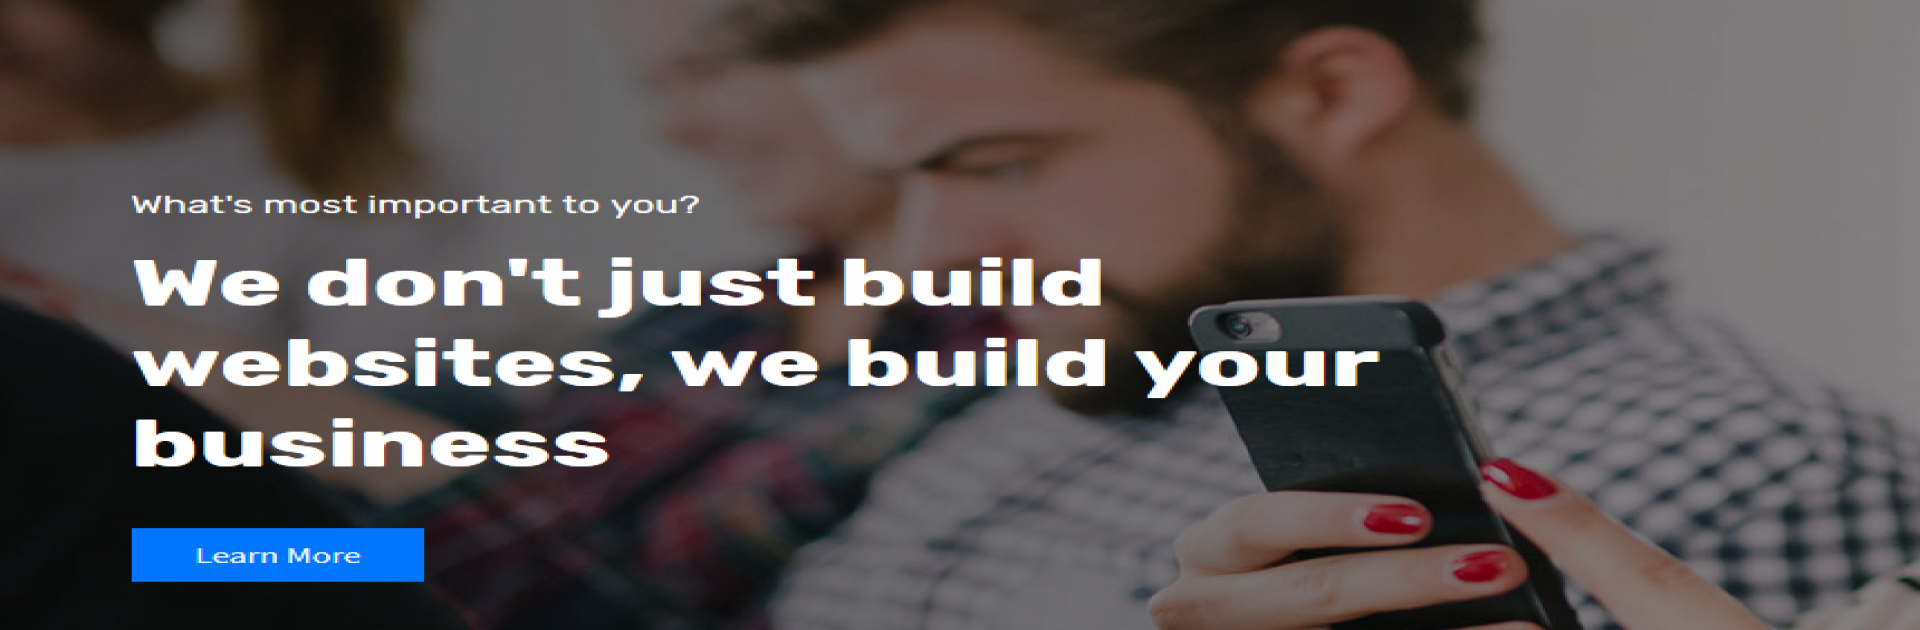 What's most important to you?
We don't just build
websites, we build your
business
Learn More